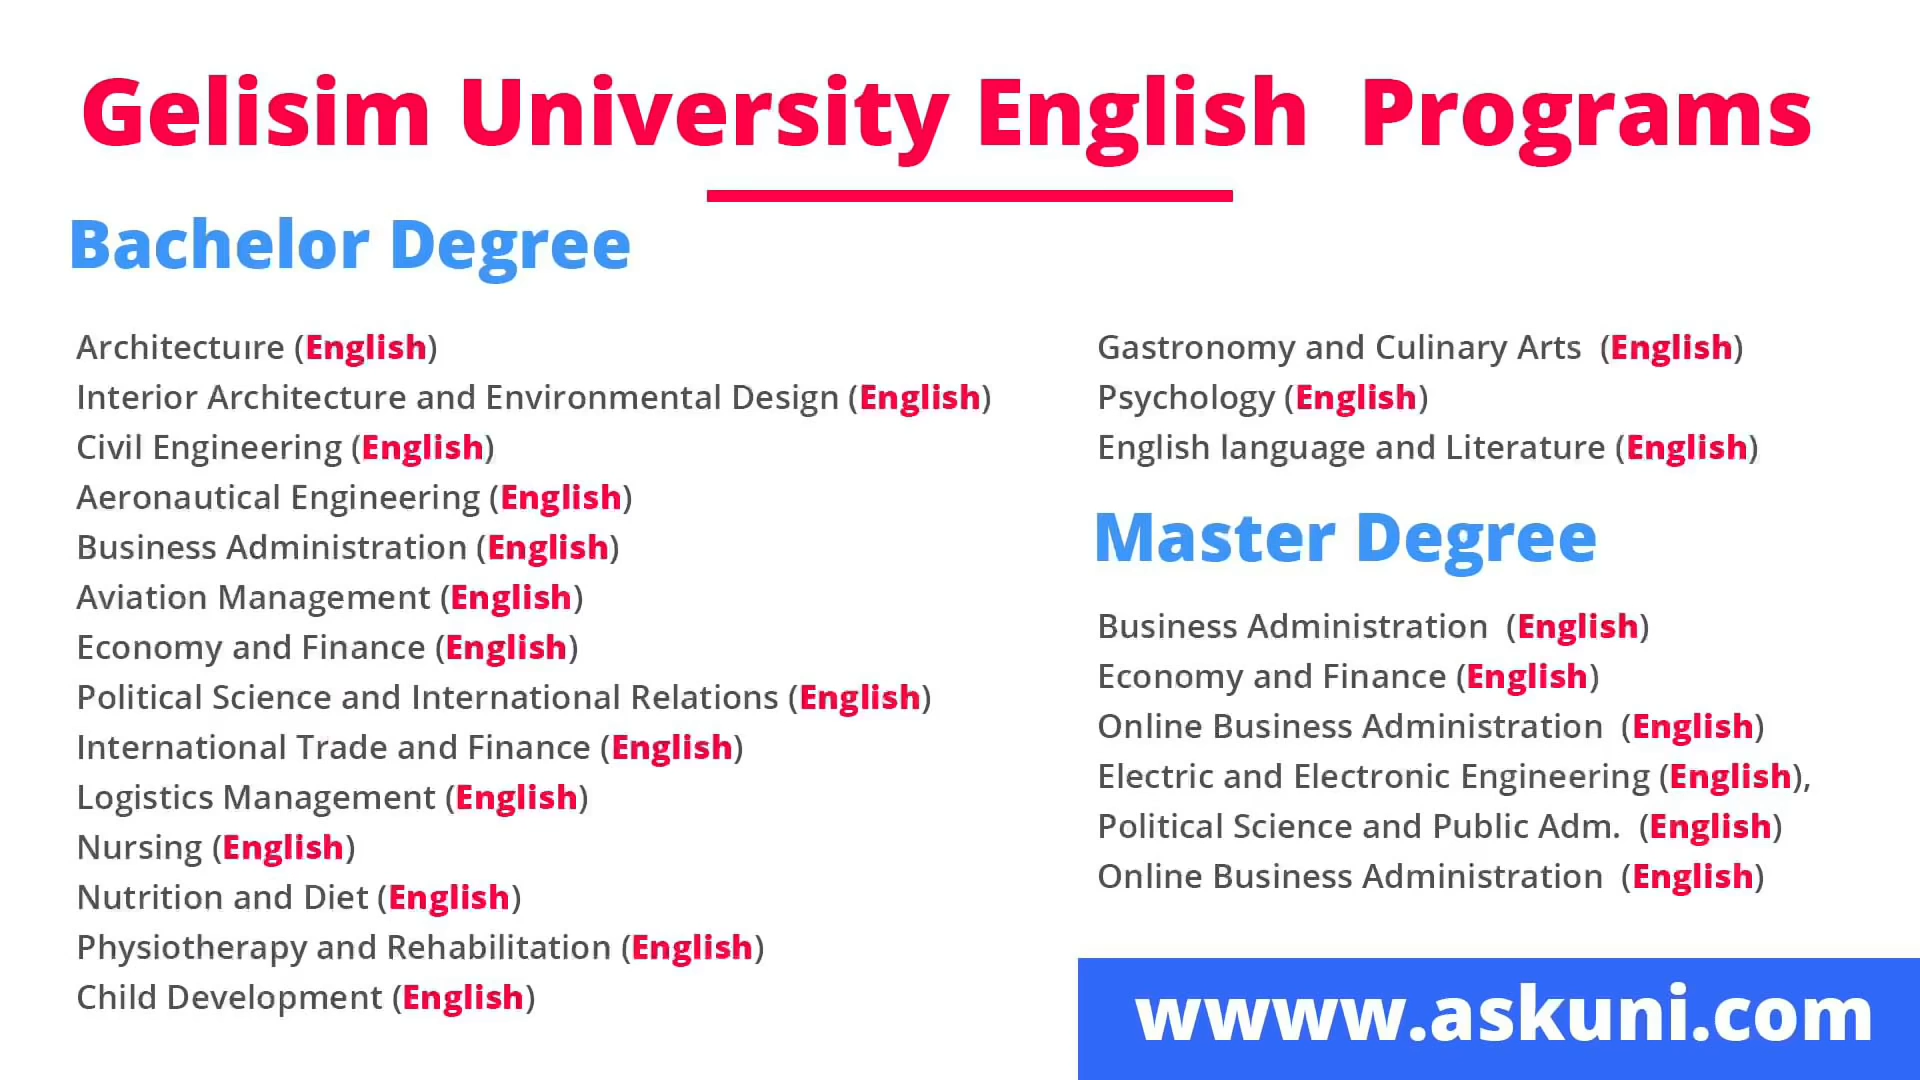 Gelisim University English Programs
Bachelor Degree
Architectuıre (English)
Interior Architecture and Environmental Design (English)
Civil Engineering (English)
Aeronautical Engineering (English)
Business Administration (English)
Aviation Management (English)
Economy and Finance (English)
Political Science and International Relations (English)
International Trade and Finance (English)
Logistics Management (English)
Nursing (English)
Nutrition and Diet (English)
Physiotherapy and Rehabilitation (English)
Child Development (English)
Gastronomy and Culinary Arts (English)
Psychology (English)
English language and Literature (English)
Master Degree
Business Administration (English)
Economy and Finance (English)
Online Business Administration (English)
Electric and Electronic Engineering (English),
Political Science and Public Adm. (English)
Online Business Administration (English)
wwww.askuni.com